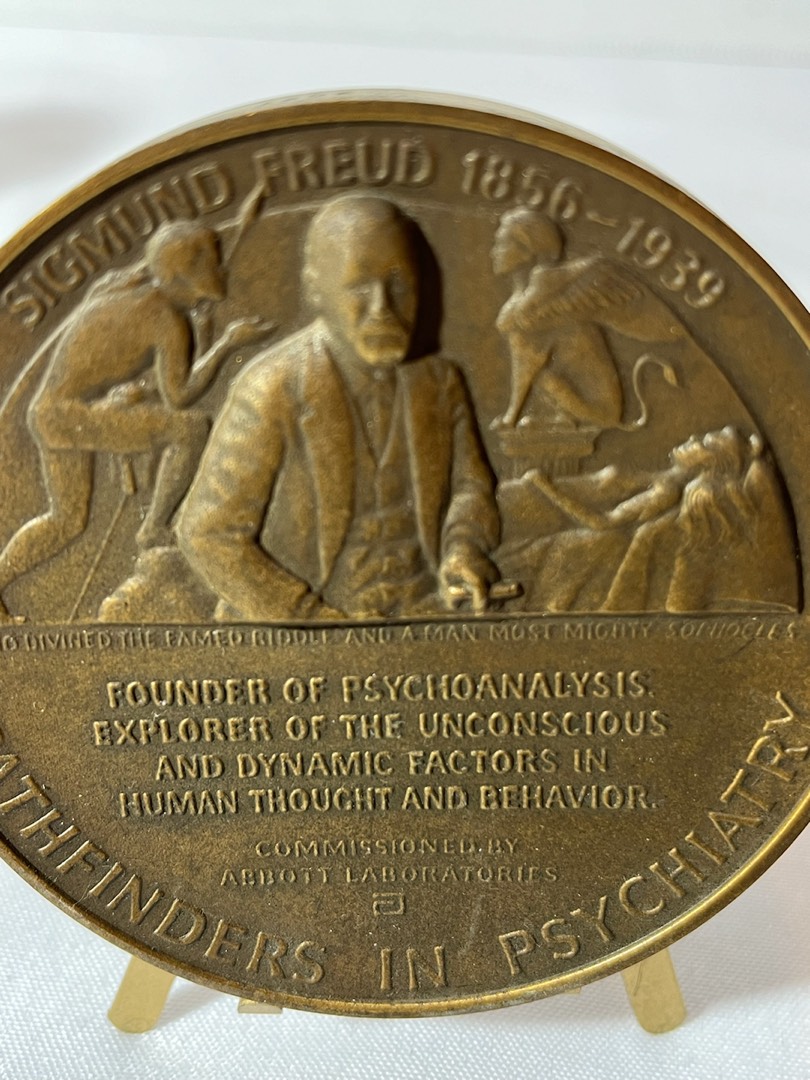 SIGMUND FREUD 1856-1939
DIVINED THE FAMED RIDDLE AND A MAN MOST MIGHTY SOPHOCLES
FOUNDER OF PSYCHOANALYSIS.
EXPLORER OF THE UNCONSCIOUS
AND DYNAMIC FACTORS IN
HUMAN THOUGHT AND BEHAVIOR.
COMMISSIONED BY
ABBOTT LABORATORIES
a
PATHFINDERS IN PSYCHIATRY